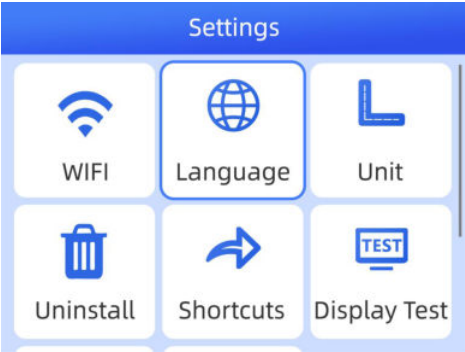 Settings
WIFI
Language
Unit
TEST
Uninstall
Shortcuts
Display Test